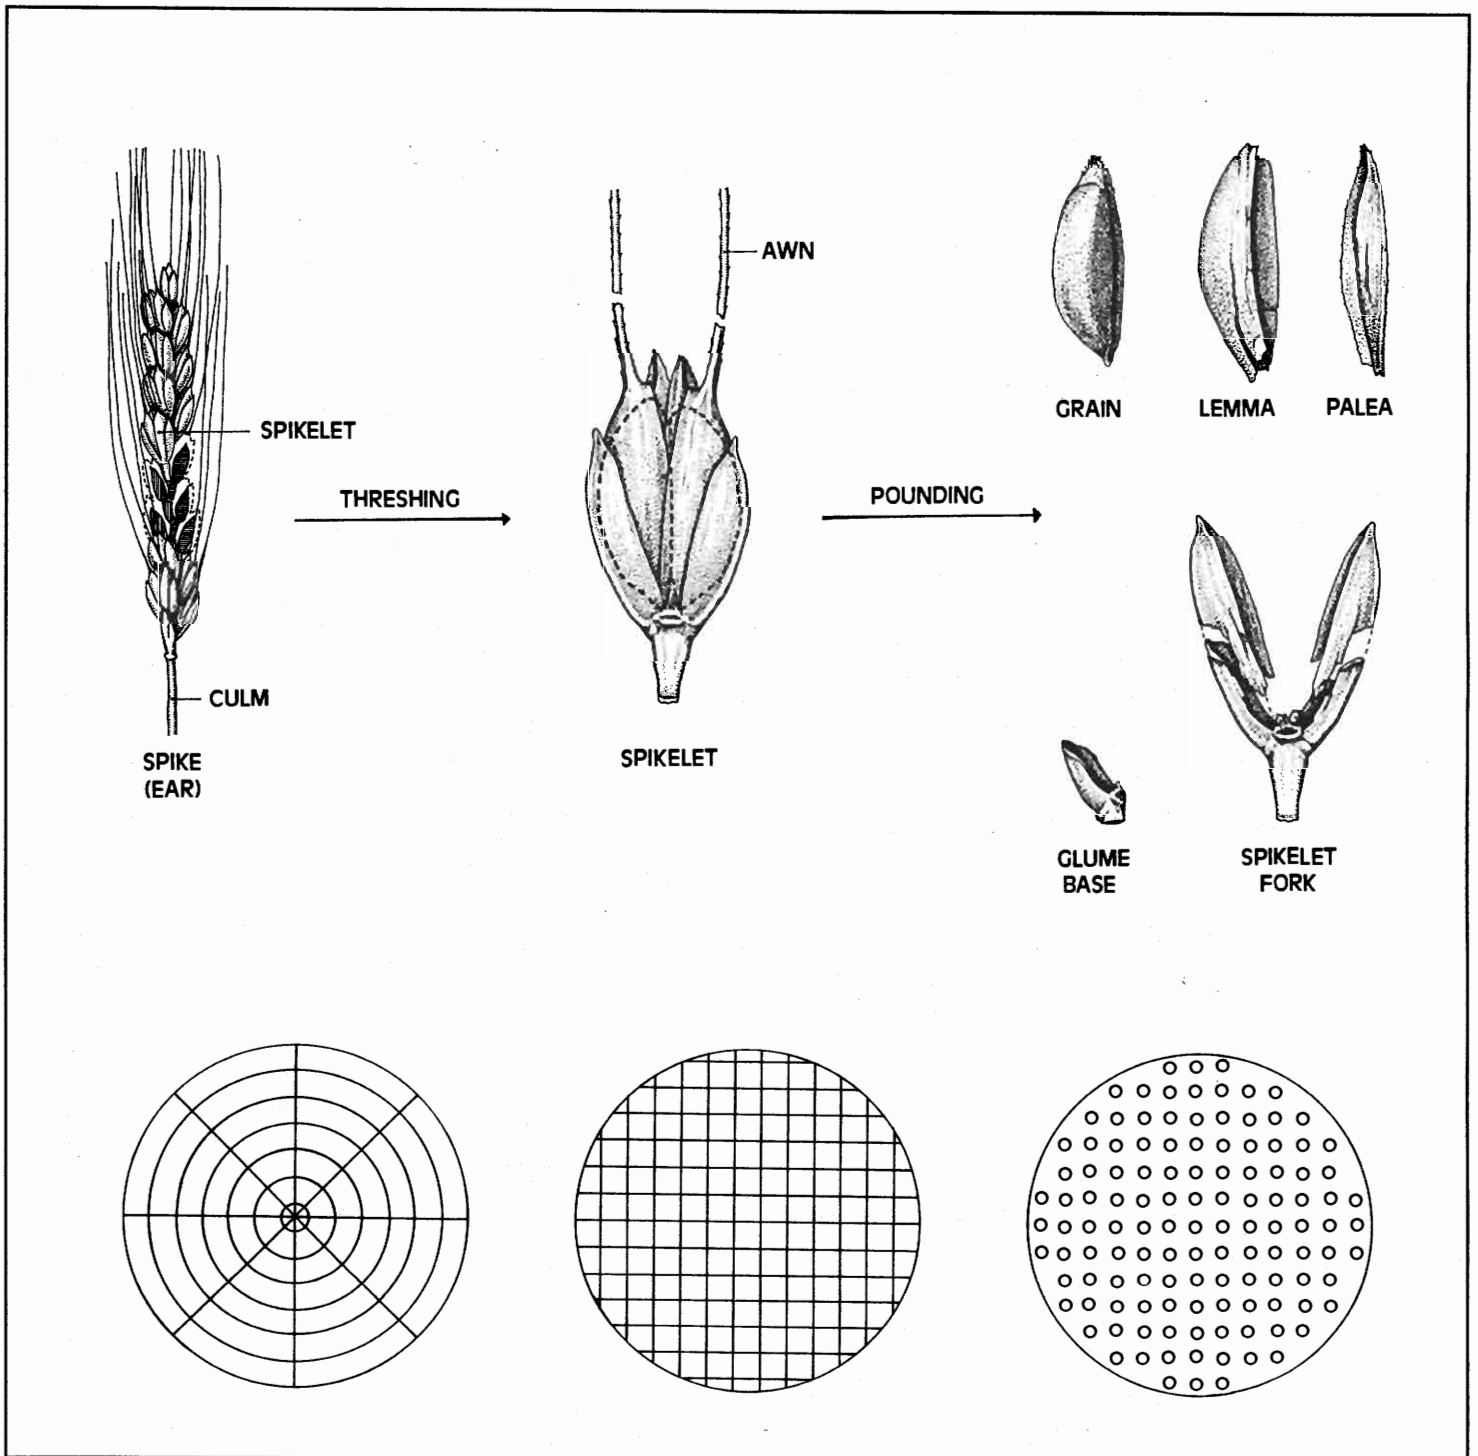 AWN
GRAIN
LEMMA
PALEA
SPIKELET
THRESHING
POUNDING
CULM
SPIKE
(EAR)
SPIKELET
GLUME
BASE
SPIKELET
FORK